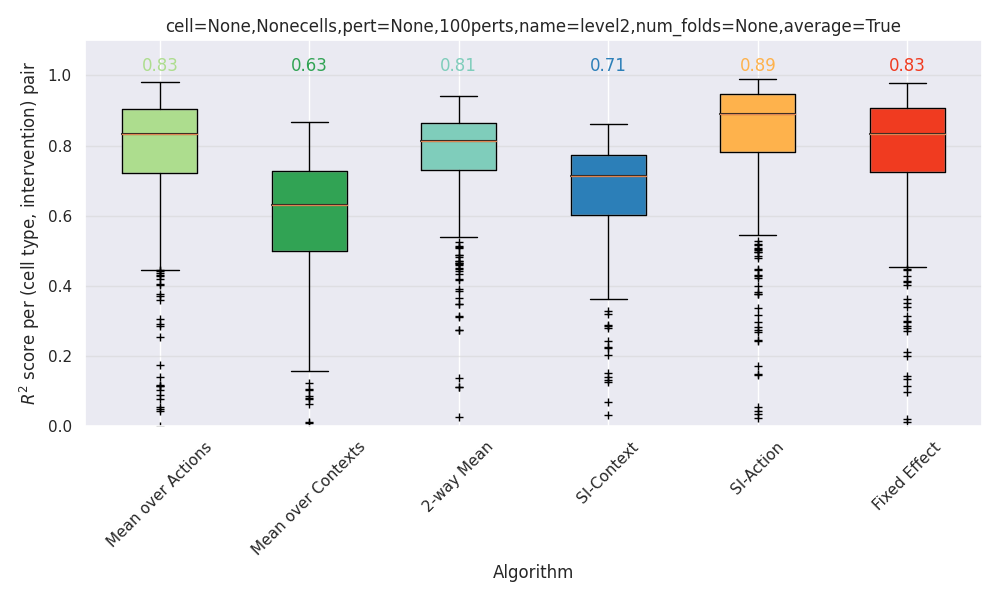 cell=None,Nonecells,pert=None,100perts,name=level2,num_folds=None,average=True
0.83 0.63 0.81 0.71 0.89 0.83
1.0
0.8
0.6
0.4
0.2
0.0
R² score per (cell type, intervention) pair
Mean over Actions
Mean over Contexts
2-way Mean
SI-Context
SI-Action
Fixed Effect
Algorithm